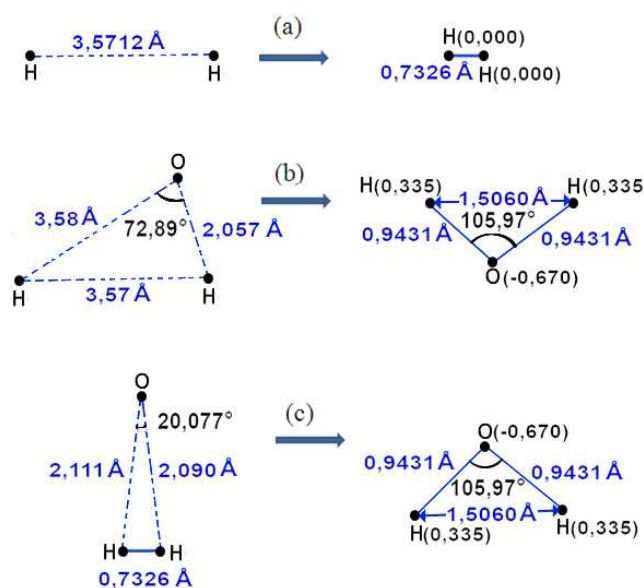 3,5712 Å
H H
(a)
H(0,000)
0,7326 Å
H(0,000)
O
3,58 Å
72,89°
2,057 Å
H H
3,57 Å
(b)
H(0,335) H(0,335)
1,5060 Å
105,97°
0,9431 Å 0,9431 Å
O(-0,670)
O
20,077°
2,111 Å 2,090 Å
H H
0,7326 Å
(c)
O(-0,670)
0,9431 Å 0,9431 Å
105,97°
1,5060 Å
H(0,335)
H(0,335)